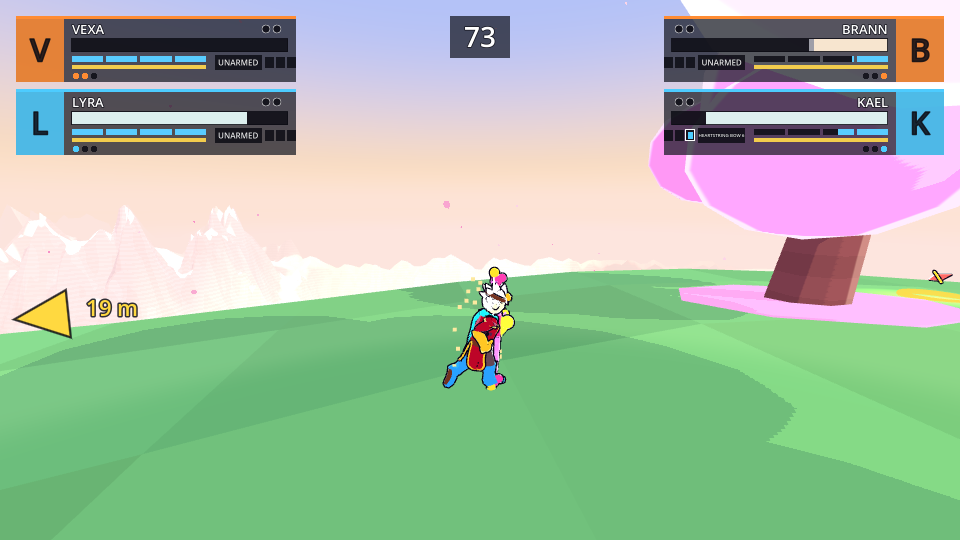 V
VEXA
UNARMED
L
LYRA
UNARMED
73
BRANN
B
UNARMED
KAEL
K
HEARTSTRING BOW
19 m